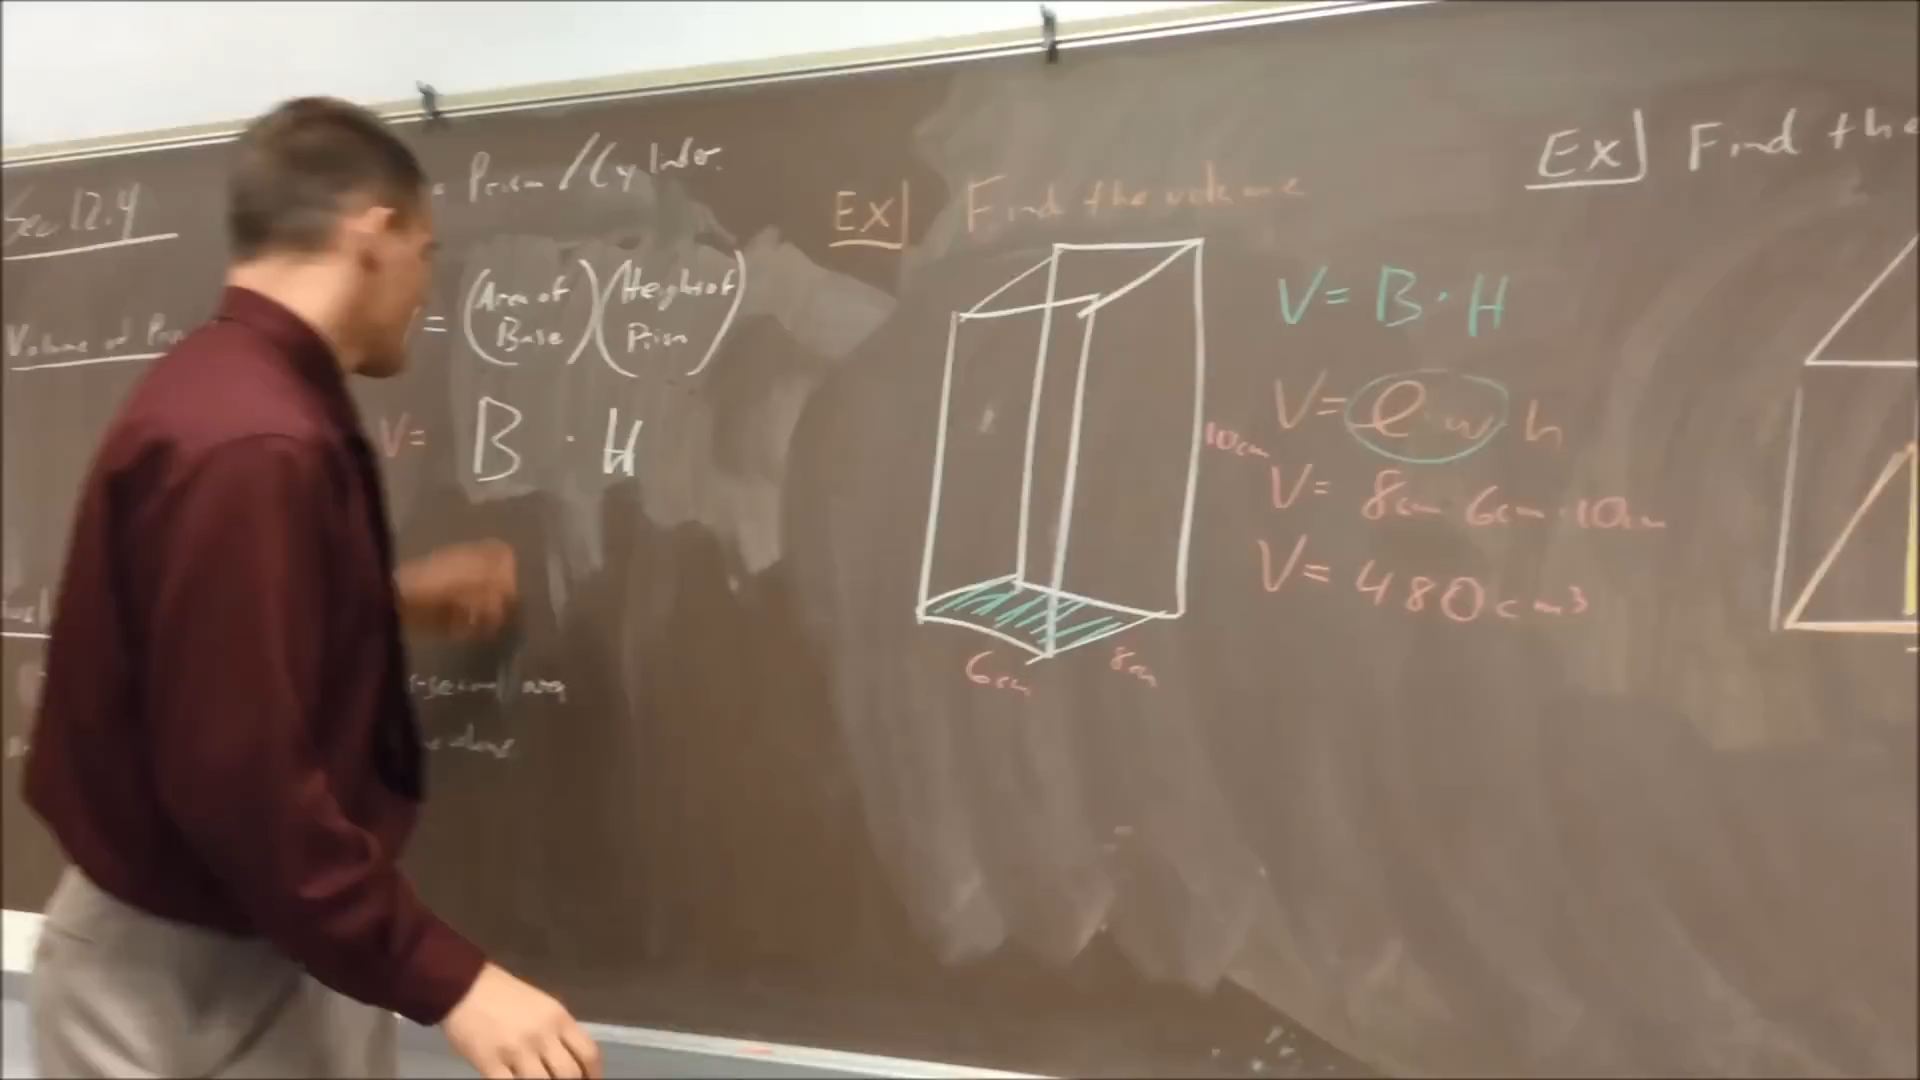 Sec 12.4
Prism/Cylinder
Volume of
= (Area of Base)(Height of Prism)
V= B · H
area
Ex] Find the volume
V= B · H
V= l·w·h
V= 8cm·6cm·10cm
V= 480cm³
10cm
6cm
8cm
Ex] Find the